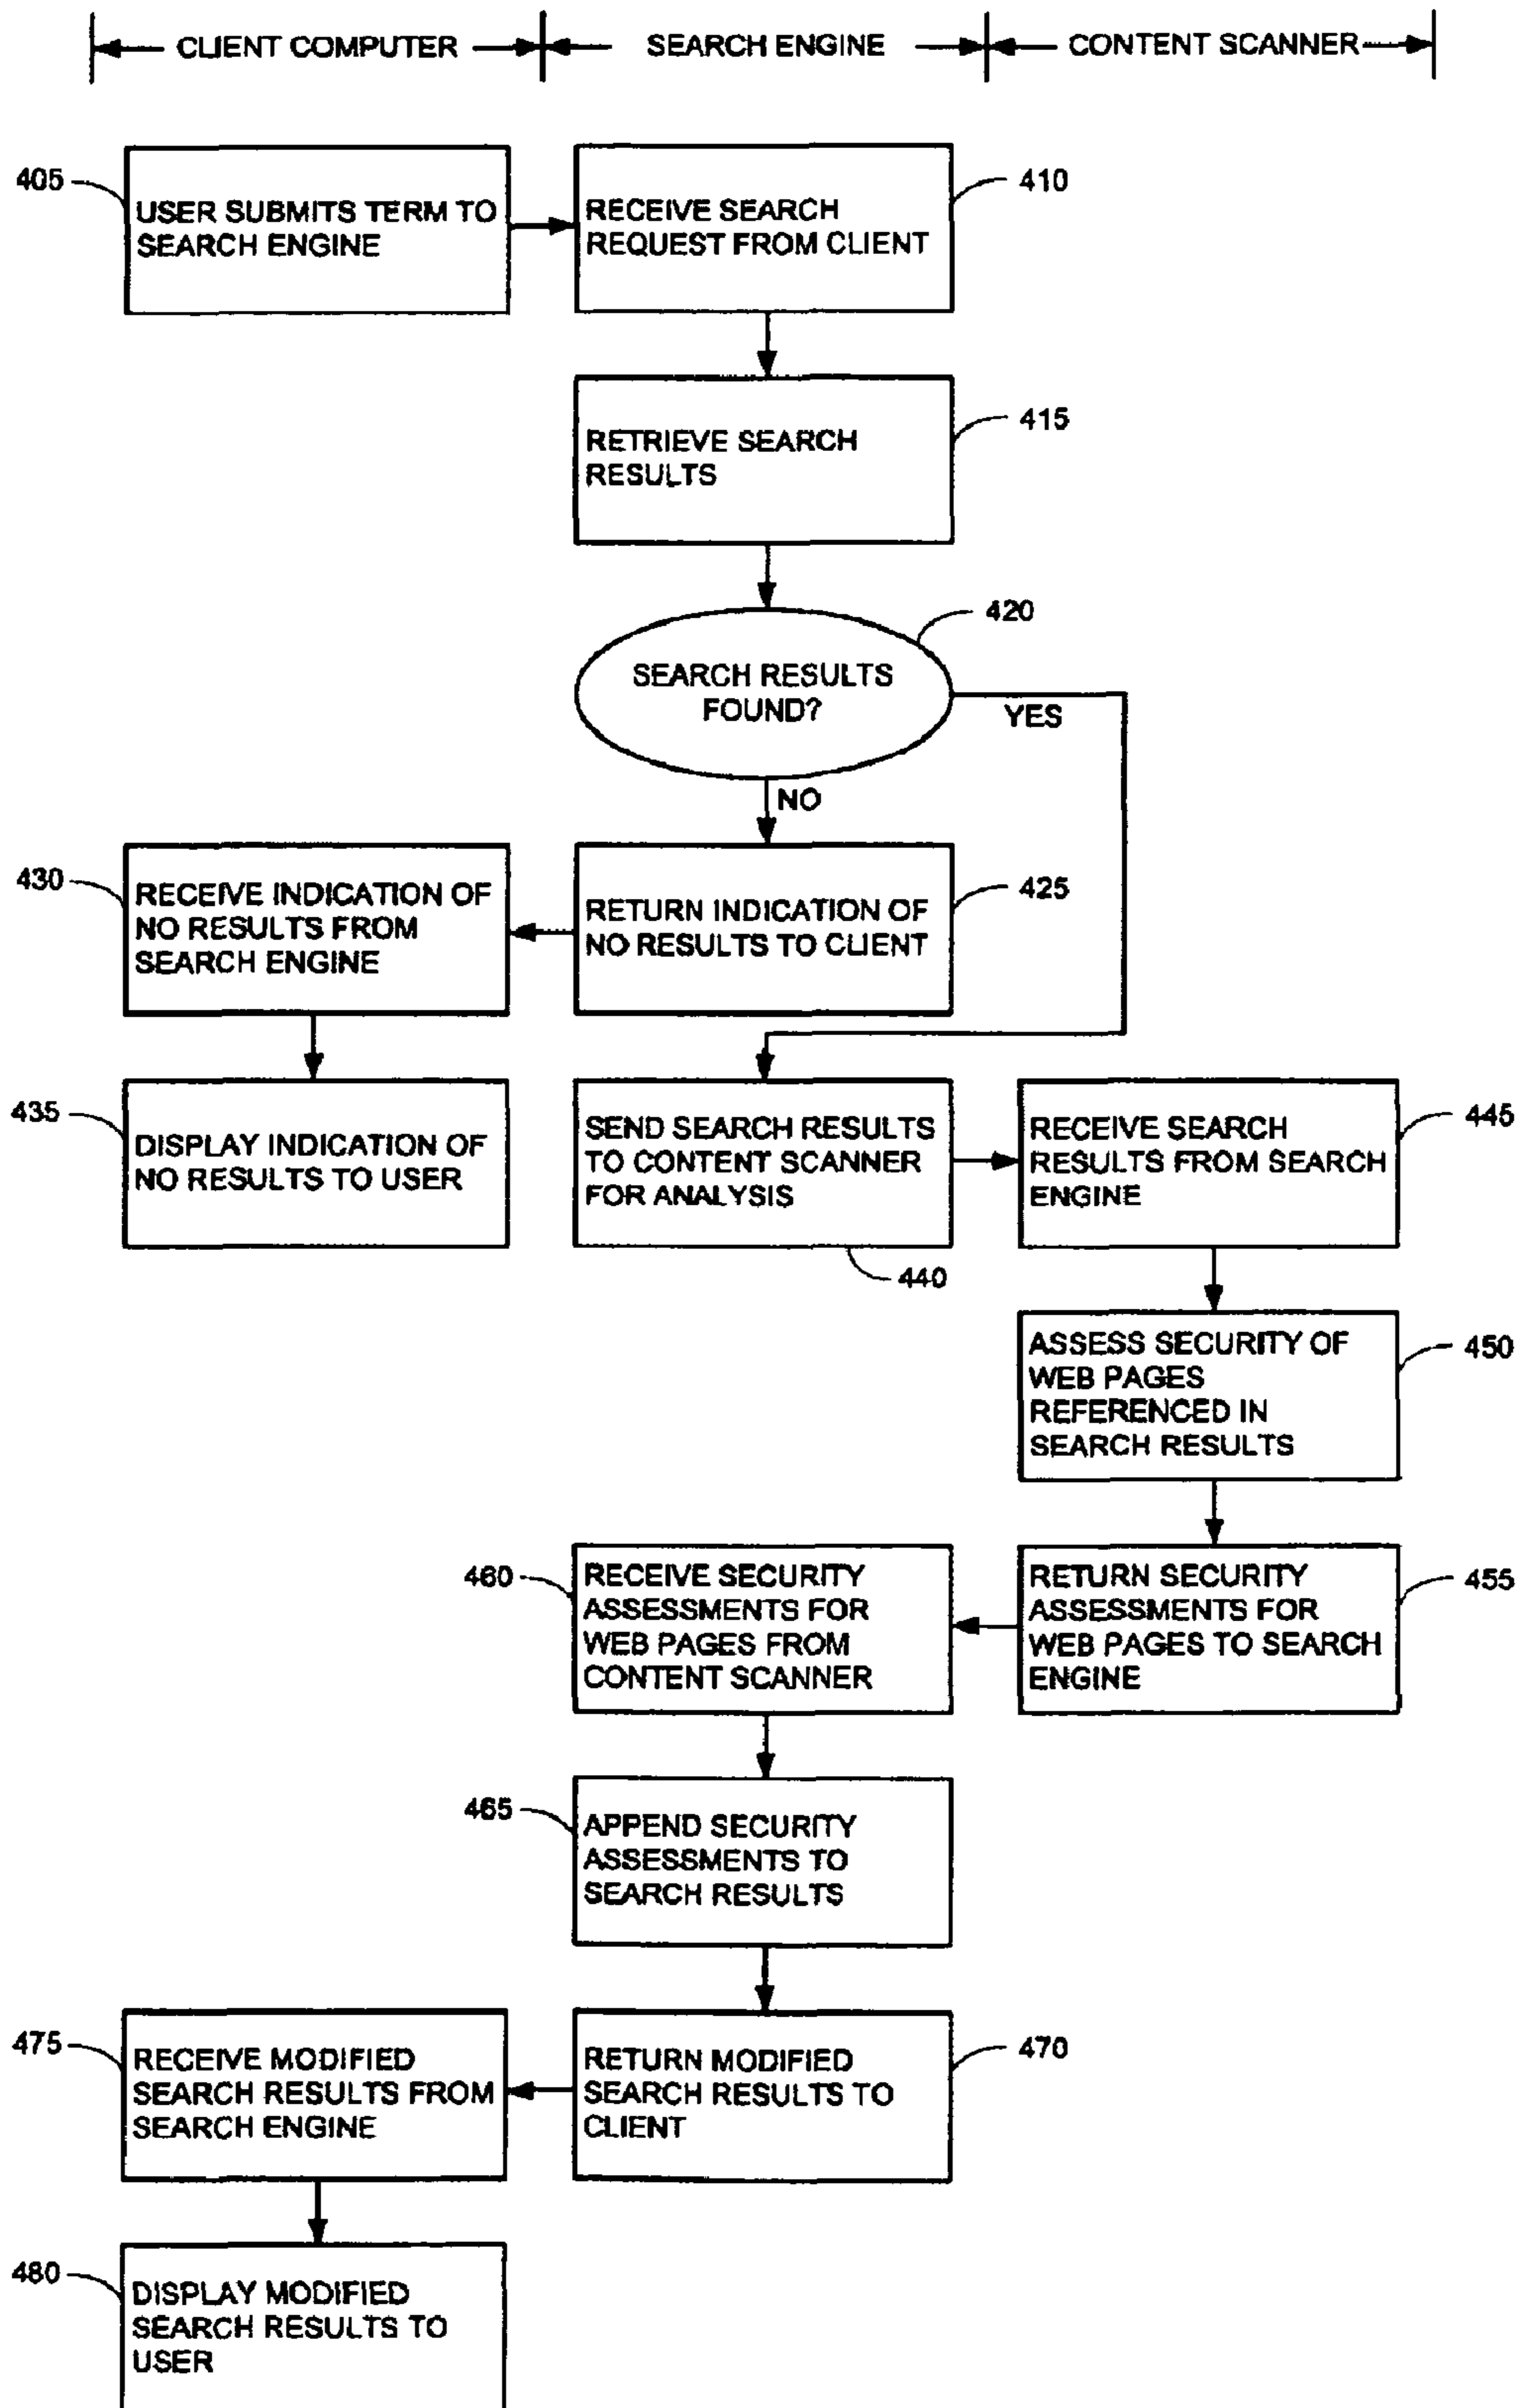 CLIENT COMPUTER
SEARCH ENGINE
CONTENT SCANNER
405
USER SUBMITS TERM TO
SEARCH ENGINE
RECEIVE SEARCH
REQUEST FROM CLIENT
410
RETRIEVE SEARCH
RESULTS
415
420
SEARCH RESULTS
FOUND?
YES
NO
430
RECEIVE INDICATION OF
NO RESULTS FROM
SEARCH ENGINE
RETURN INDICATION OF
NO RESULTS TO CLIENT
425
435
DISPLAY INDICATION OF
NO RESULTS TO USER
SEND SEARCH RESULTS
TO CONTENT SCANNER
FOR ANALYSIS
440
RECEIVE SEARCH
RESULTS FROM SEARCH
ENGINE
445
ASSESS SECURITY OF
WEB PAGES
REFERENCED IN
SEARCH RESULTS
450
460
RECEIVE SECURITY
ASSESSMENTS FOR
WEB PAGES FROM
CONTENT SCANNER
RETURN SECURITY
ASSESSMENTS FOR
WEB PAGES TO SEARCH
ENGINE
455
465
APPEND SECURITY
ASSESSMENTS TO
SEARCH RESULTS
475
RECEIVE MODIFIED
SEARCH RESULTS FROM
SEARCH ENGINE
RETURN MODIFIED
SEARCH RESULTS TO
CLIENT
470
480
DISPLAY MODIFIED
SEARCH RESULTS TO
USER